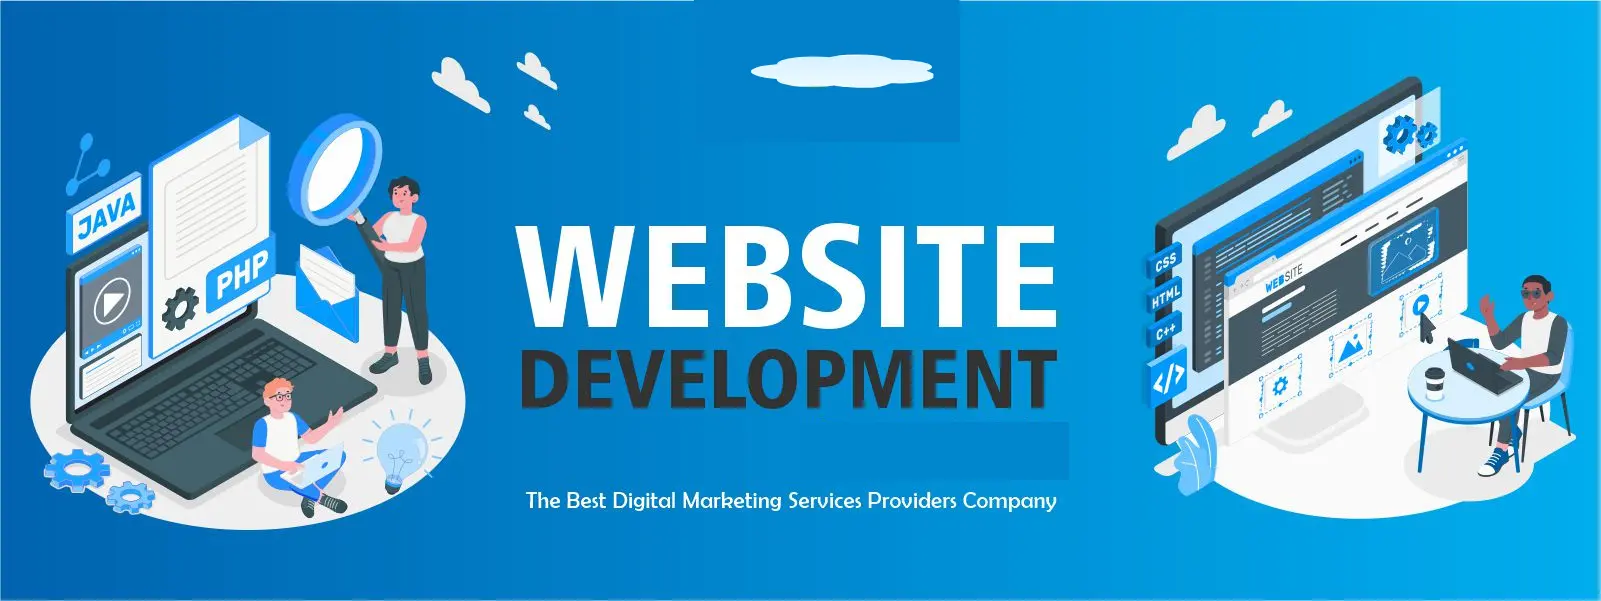 JAVA
PHP
WEBSITE
DEVELOPMENT
The Best Digital Marketing Services Providers Company
CSS
HTML
C++
</>
WEBSITE